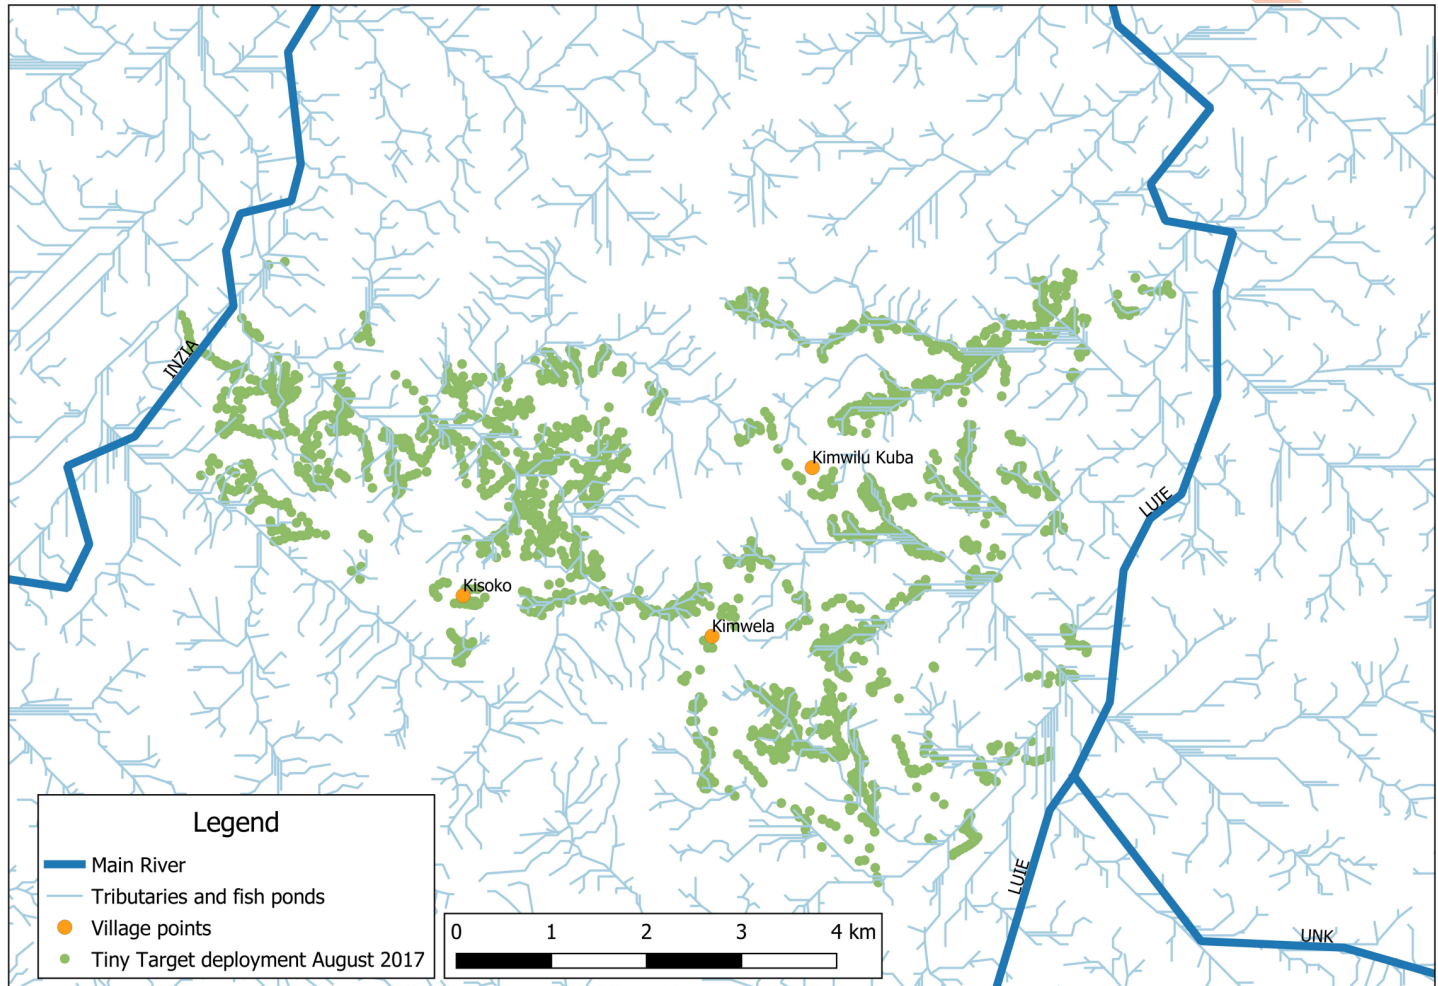 INZIA
Kimwilu Kuba
LUIE
Kisoko
Kimwela
Legend
Main River
Tributaries and fish ponds
Village points
Tiny Target deployment August 2017
0 1 2 3 4 km
LUIE
UNK